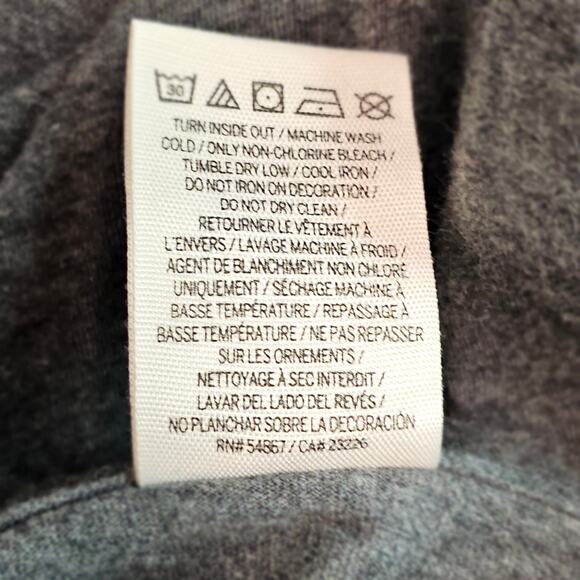 30
TURN INSIDE OUT / MACHINE WASH
COLD / ONLY NON-CHLORINE BLEACH /
TUMBLE DRY LOW / COOL IRON /
DO NOT IRON ON DECORATION /
DO NOT DRY CLEAN /
RETOURNER LE VÊTEMENT À
L'ENVERS / LAVAGE MACHINE À FROID /
AGENT DE BLANCHIMENT NON CHLORÉ
UNIQUEMENT / SÉCHAGE MACHINE À
BASSE TEMPÉRATURE / REPASSAGE À
BASSE TEMPÉRATURE / NE PAS REPASSER
SUR LES ORNEMENTS /
NETTOYAGE À SEC INTERDIT /
LAVAR DEL LADO DEL REVÉS /
NO PLANCHAR SOBRE LA DECORACIÓN
RN# 54867 / CA# 23226